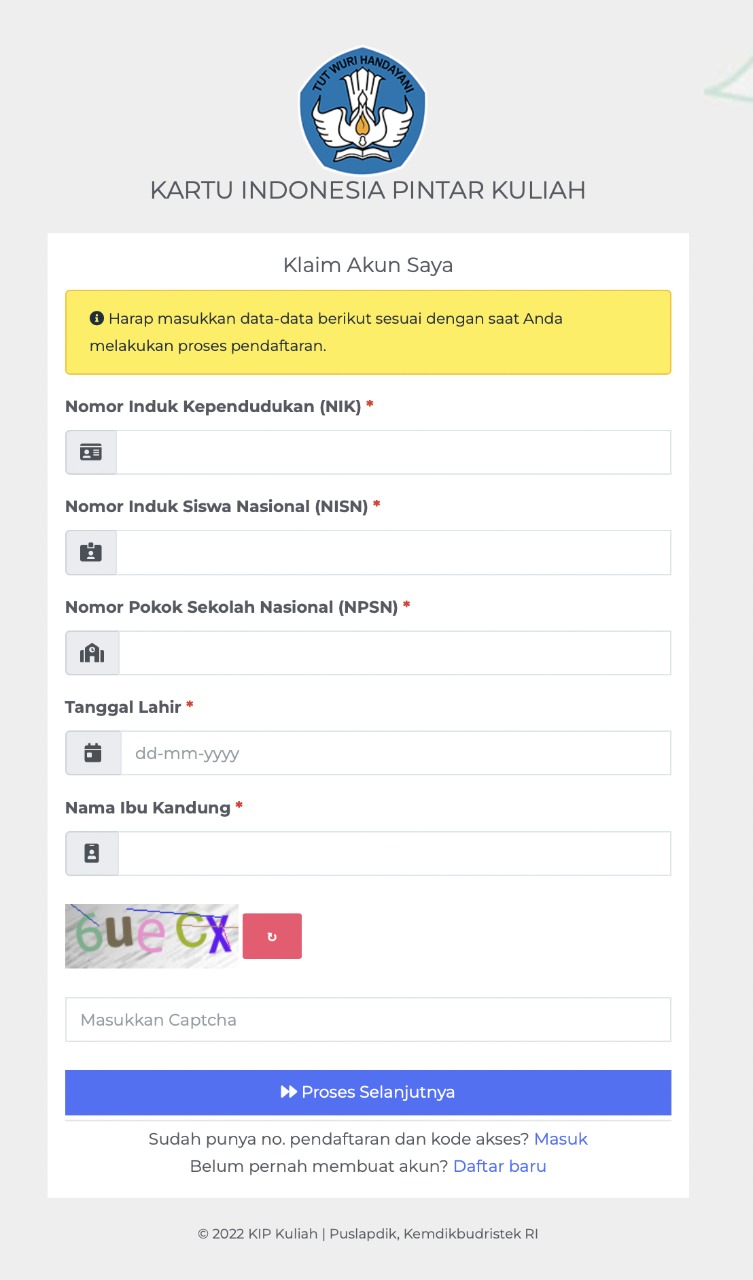 TUT WURI HANDAYANI
KARTU INDONESIA PINTAR KULIAH
Klaim Akun Saya
Harap masukkan data-data berikut sesuai dengan saat Anda
melakukan proses pendaftaran.
Nomor Induk Kependudukan (NIK) *
Nomor Induk Siswa Nasional (NISN) *
Nomor Pokok Sekolah Nasional (NPSN) *
Tanggal Lahir *
dd-mm-yyyy
Nama Ibu Kandung *
6ueCX
Masukkan Captcha
Proses Selanjutnya
Sudah punya no. pendaftaran dan kode akses? Masuk
Belum pernah membuat akun? Daftar baru
© 2022 KIP Kuliah | Puslapdik, Kemdikbudristek RI